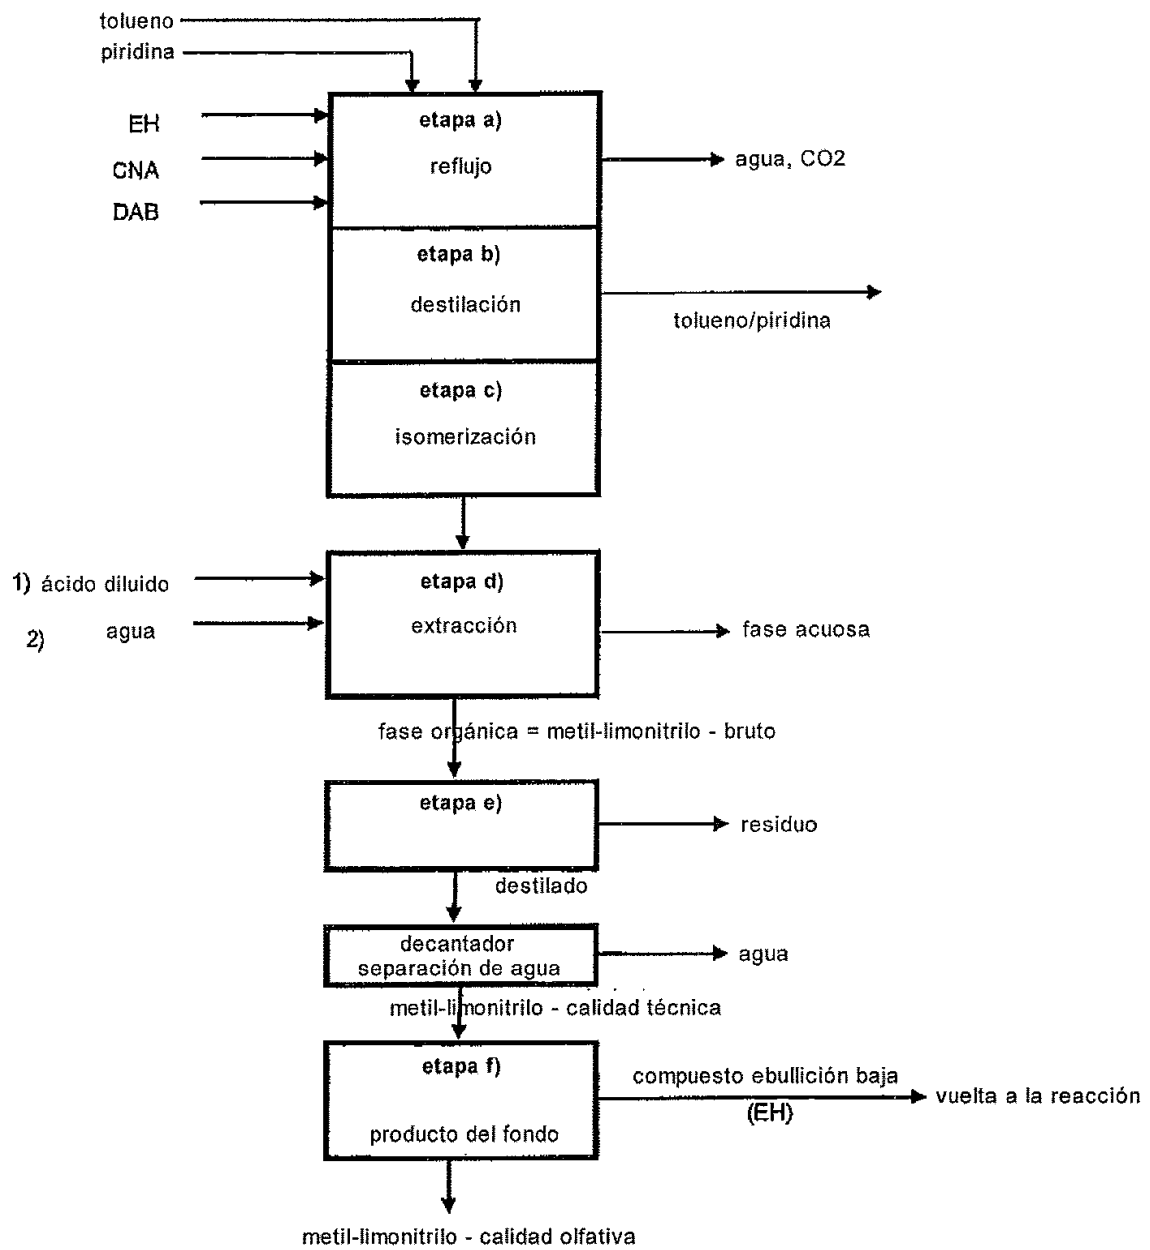 tolueno
piridina
EH
CNA
DAB
etapa a)
reflujo
agua, CO2
etapa b)
destilación
tolueno/piridina
etapa c)
isomerización
1) ácido diluido
2) agua
etapa d)
extracción
fase acuosa
fase orgánica = metil-limonitrilo - bruto
etapa e)
residuo
destilado
decantador
separación de agua
agua
metil-limonitrilo - calidad técnica
etapa f)
producto del fondo
compuesto ebullición baja
(EH)
vuelta a la reacción
metil-limonitrilo - calidad olfativa